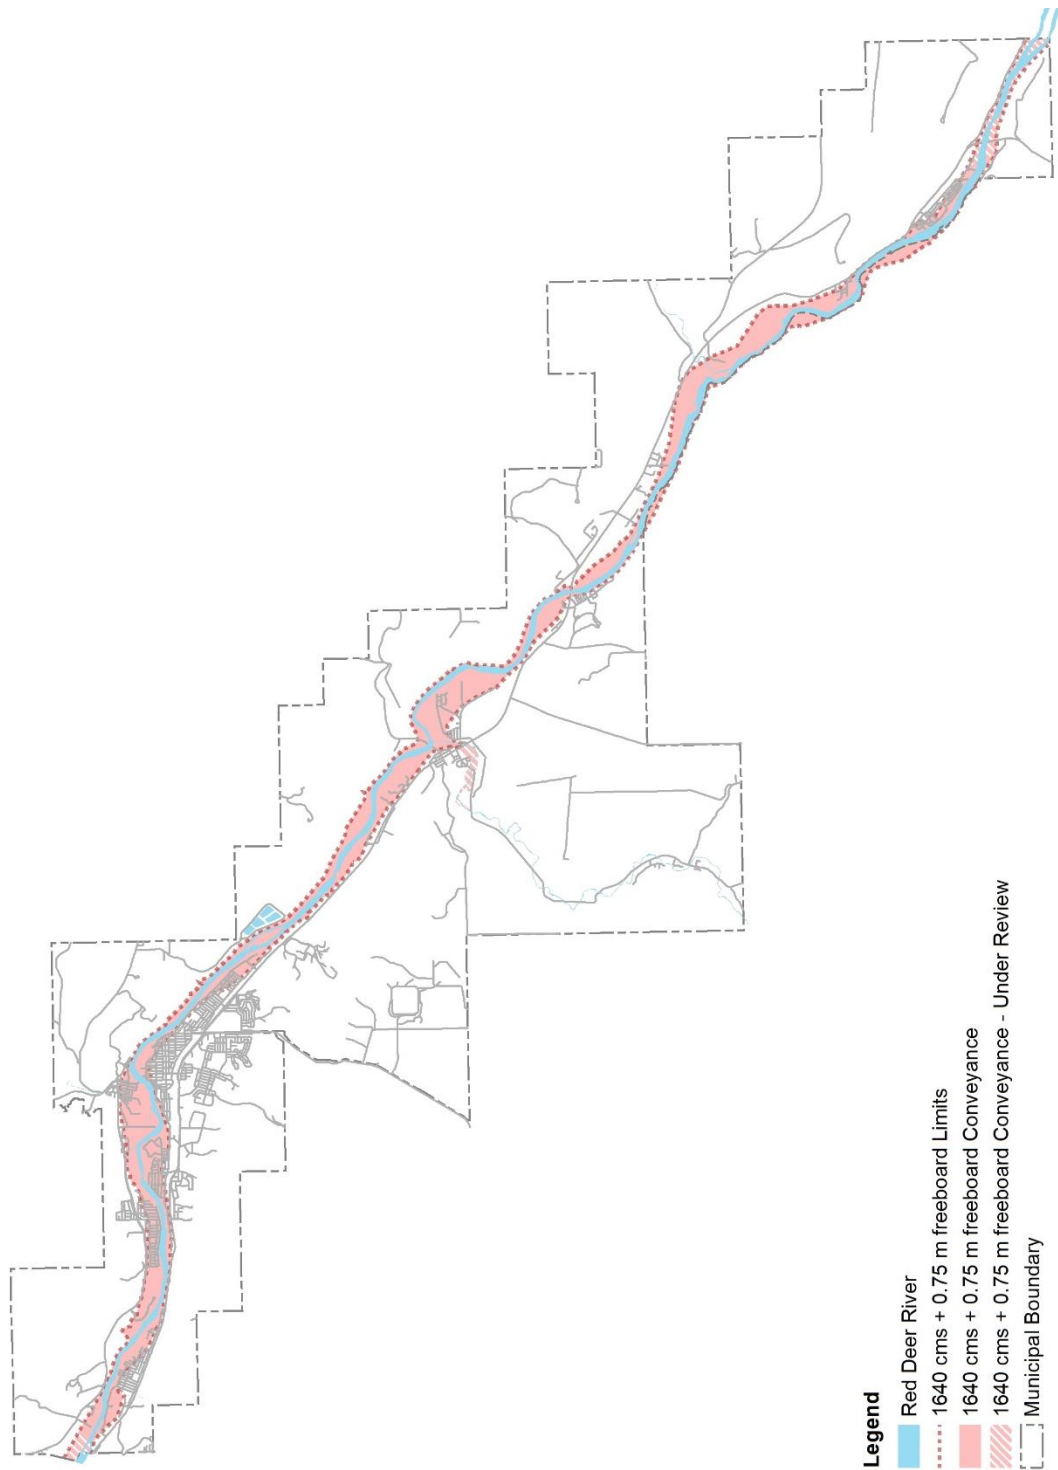 Legend
Red Deer River
1640 cms + 0.75 m freeboard Limits
1640 cms + 0.75 m freeboard Conveyance
1640 cms + 0.75 m freeboard Conveyance - Under Review
Municipal Boundary